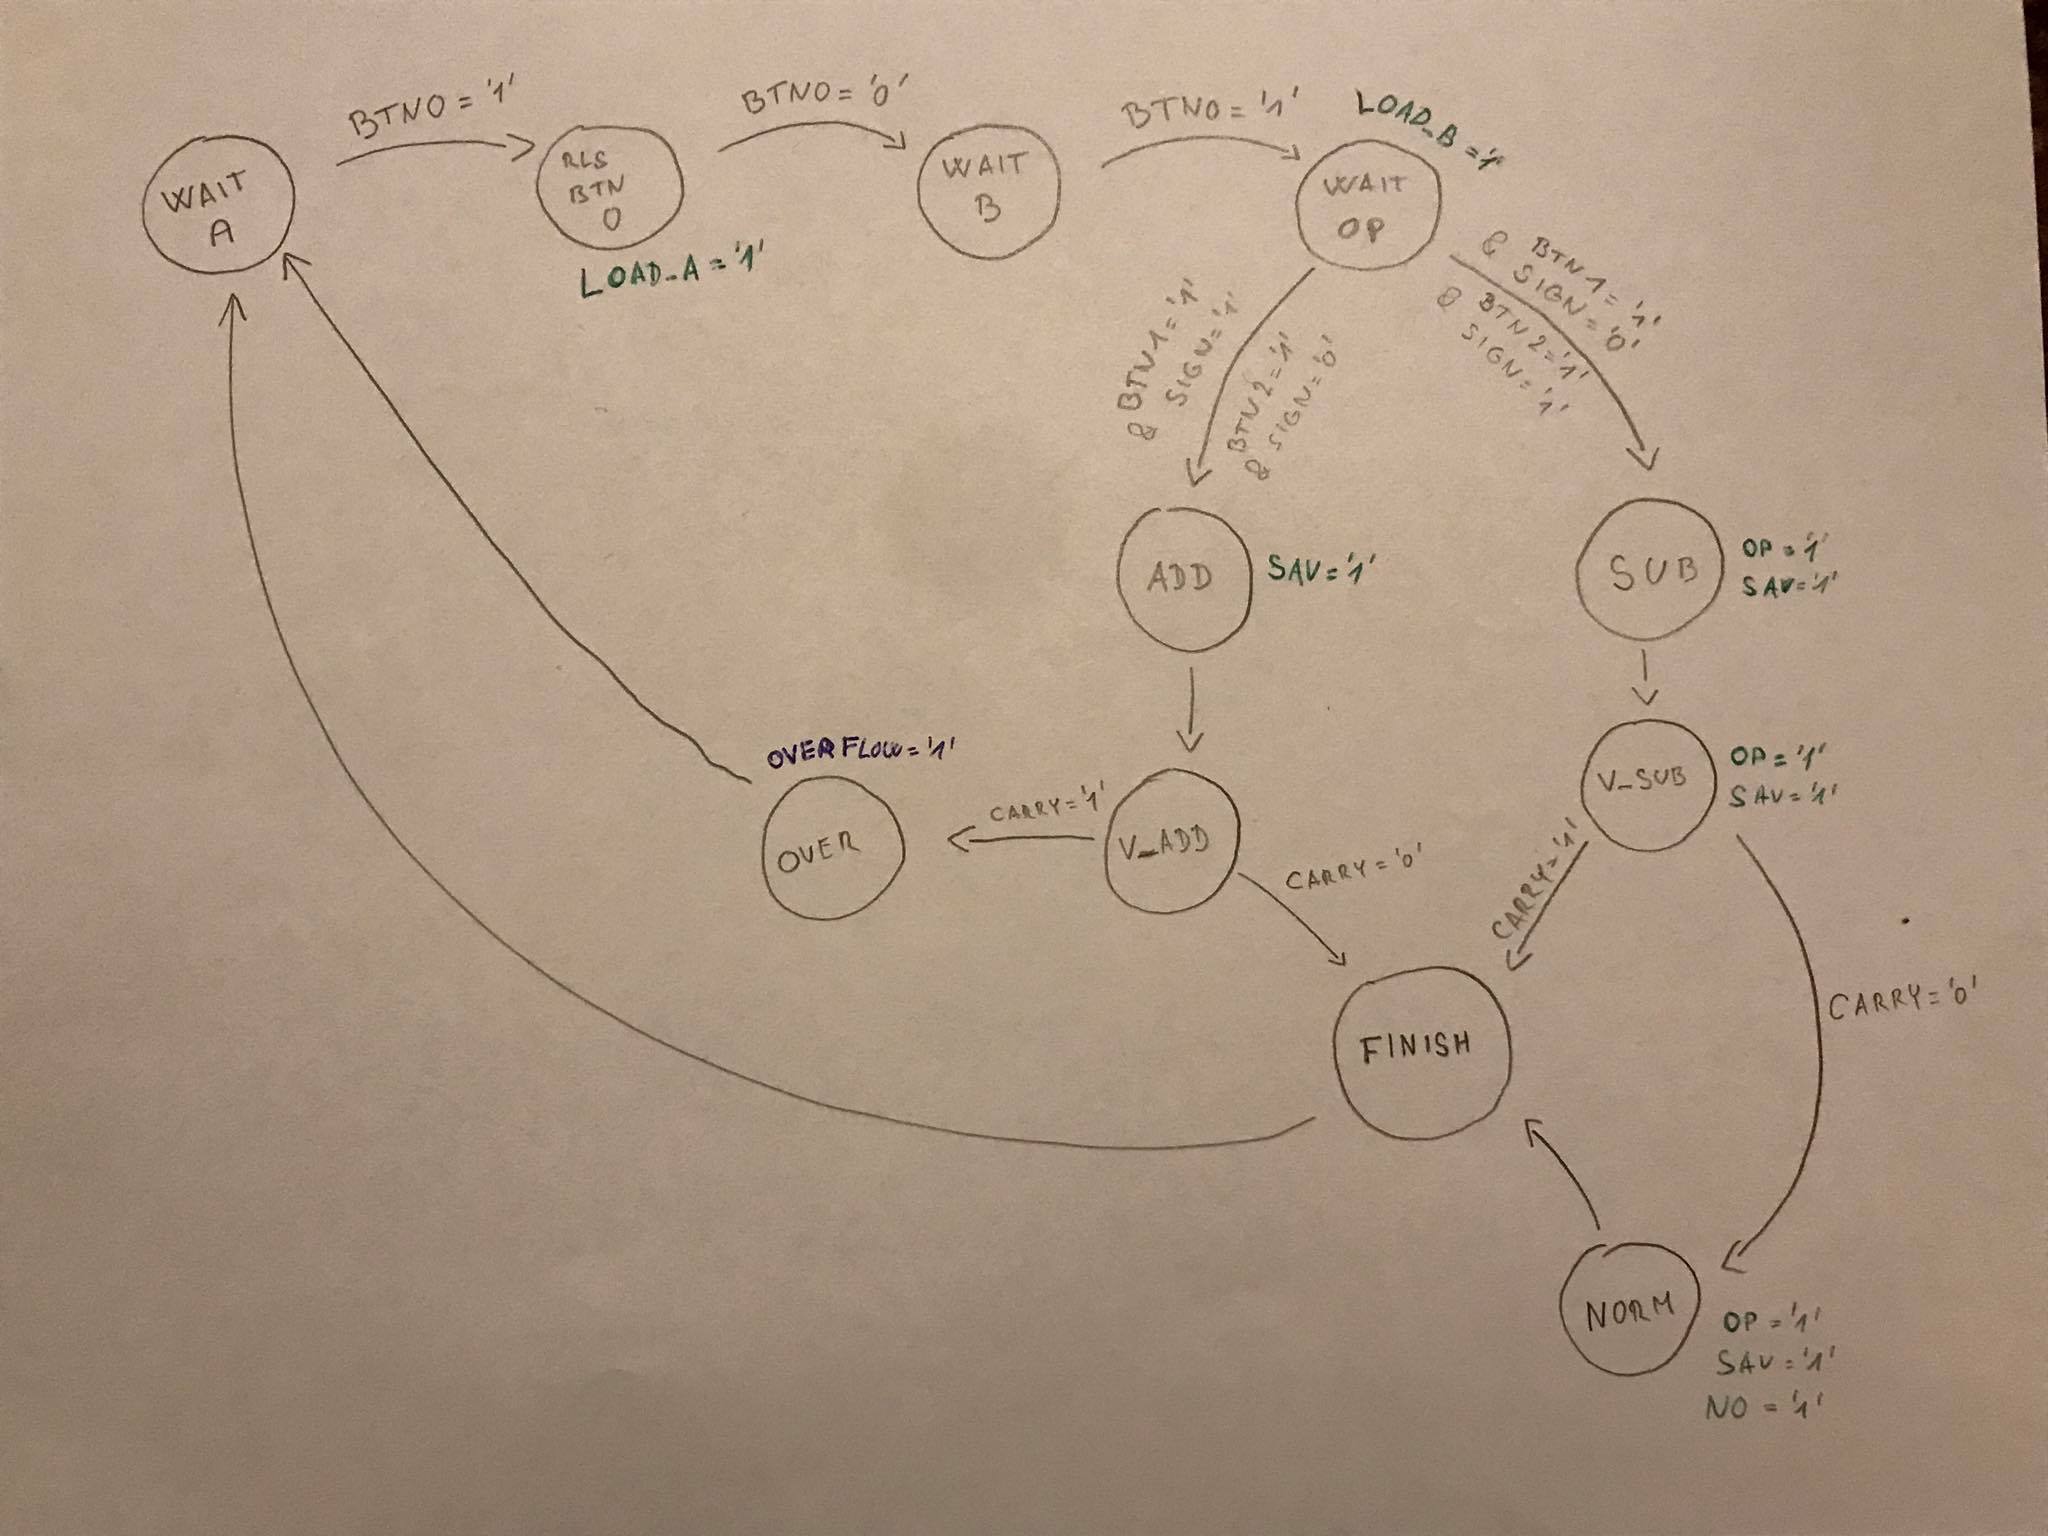 BTN0 = '1'
BTN0 = '0'
BTN0 = '1'
LOAD_B = '1'
WAIT
A
RLS
BTN
0
LOAD_A = '1'
WAIT
B
WAIT
OP
BTN1 = '1'
& SIGN = '1'
BTN2 = '1'
& SIGN = '0'
BTN1 = '1'
& SIGN = '0'
BTN2 = '1'
& SIGN = '1'
ADD
SAV = '1'
SUB
OP = '1'
SAV = '1'
OVERFLOW = '1'
OVER
CARRY = '1'
V_ADD
CARRY = '0'
V_SUB
OP = '1'
SAV = '1'
CARRY = '1'
CARRY = '0'
FINISH
NORM
OP = '1'
SAV = '1'
NO = '1'